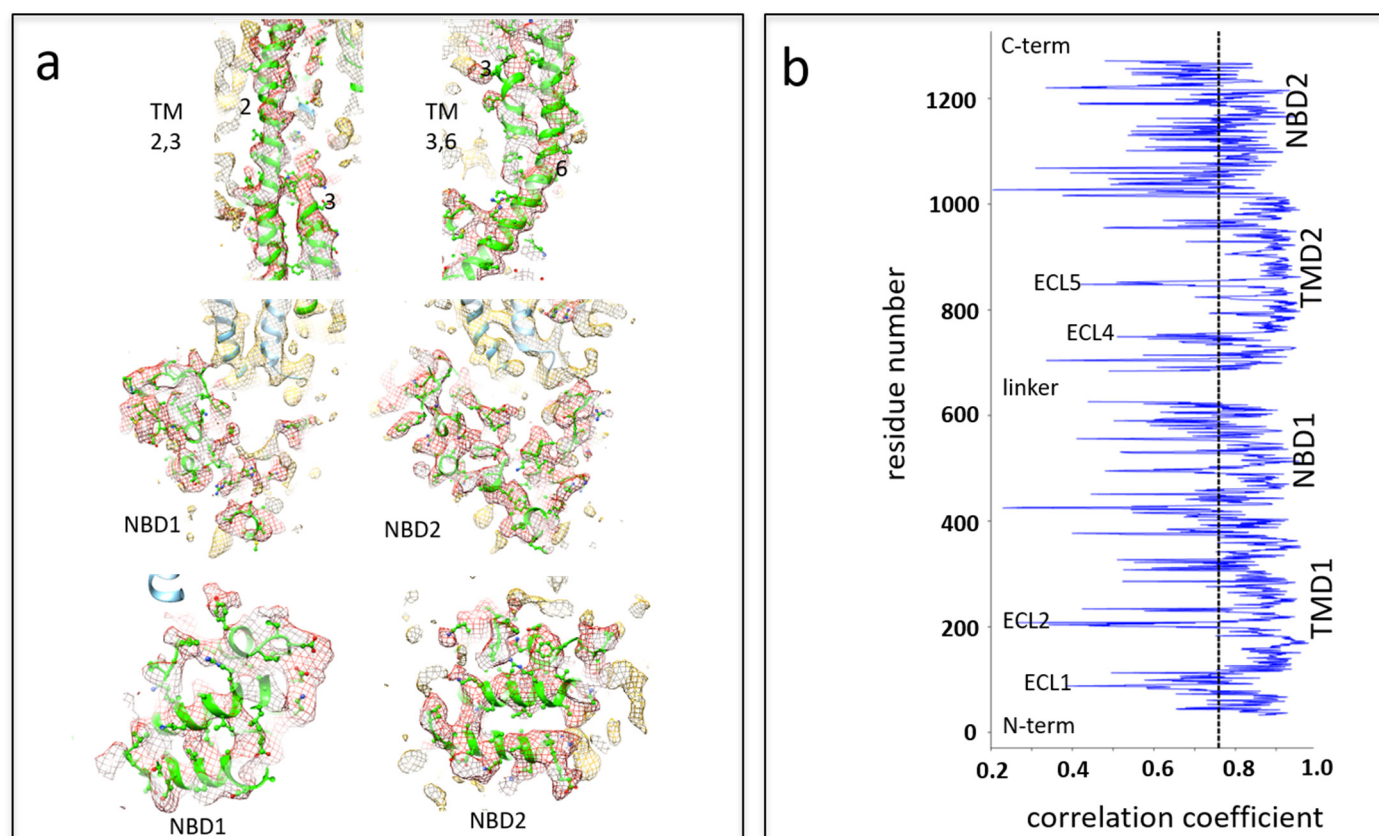 a
TM
2,3
2
3
TM
3,6
3
6
NBD1
NBD2
NBD1
NBD2
b
C-term
1200
NBD2
1000
TMD2
ECL5
800
ECL4
linker
600
NBD1
residue number
400
TMD1
ECL2
200
ECL1
N-term
0
0.2 0.4 0.6 0.8 1.0
correlation coefficient